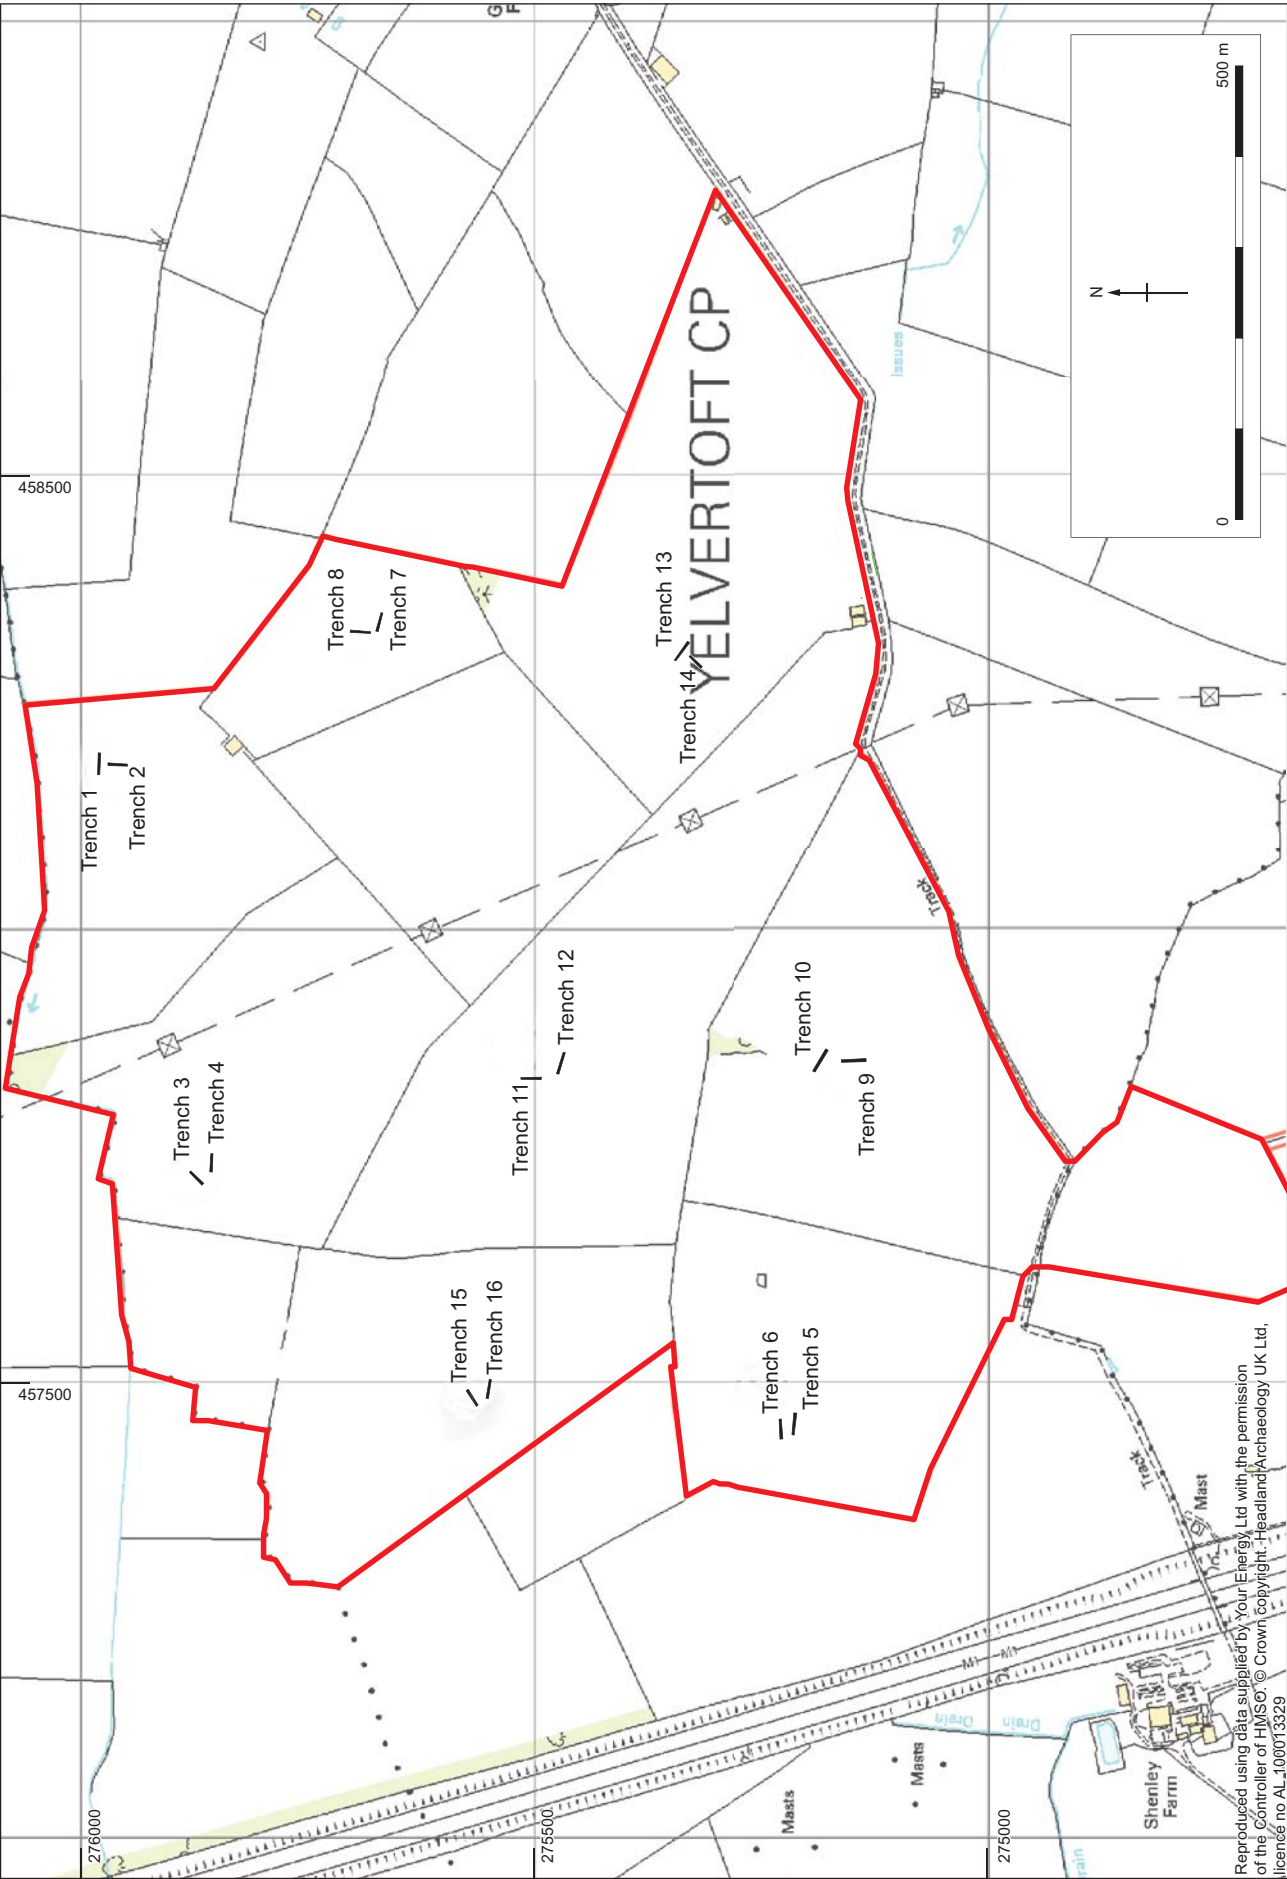 G
F
500 m
0
N
458500
YELVERTOFT CP
Issues
Trench 8
Trench 7
Trench 13
Trench 14
Trench 1
Trench 2
Track
Trench 12
Trench 11
Trench 10
Trench 9
Trench 3
Trench 4
457500
Trench 15
Trench 16
Trench 6
Trench 5
Track
Mast
M1
M1
Drain
Drain
Masts
Masts
Shenley
Farm
rain
276000
275500
275000
Reproduced using data supplied by Your Energy Ltd with the permission
of the Controller of HMSO. © Crown copyright. Headland Archaeology UK Ltd,
licence no AL 100013329